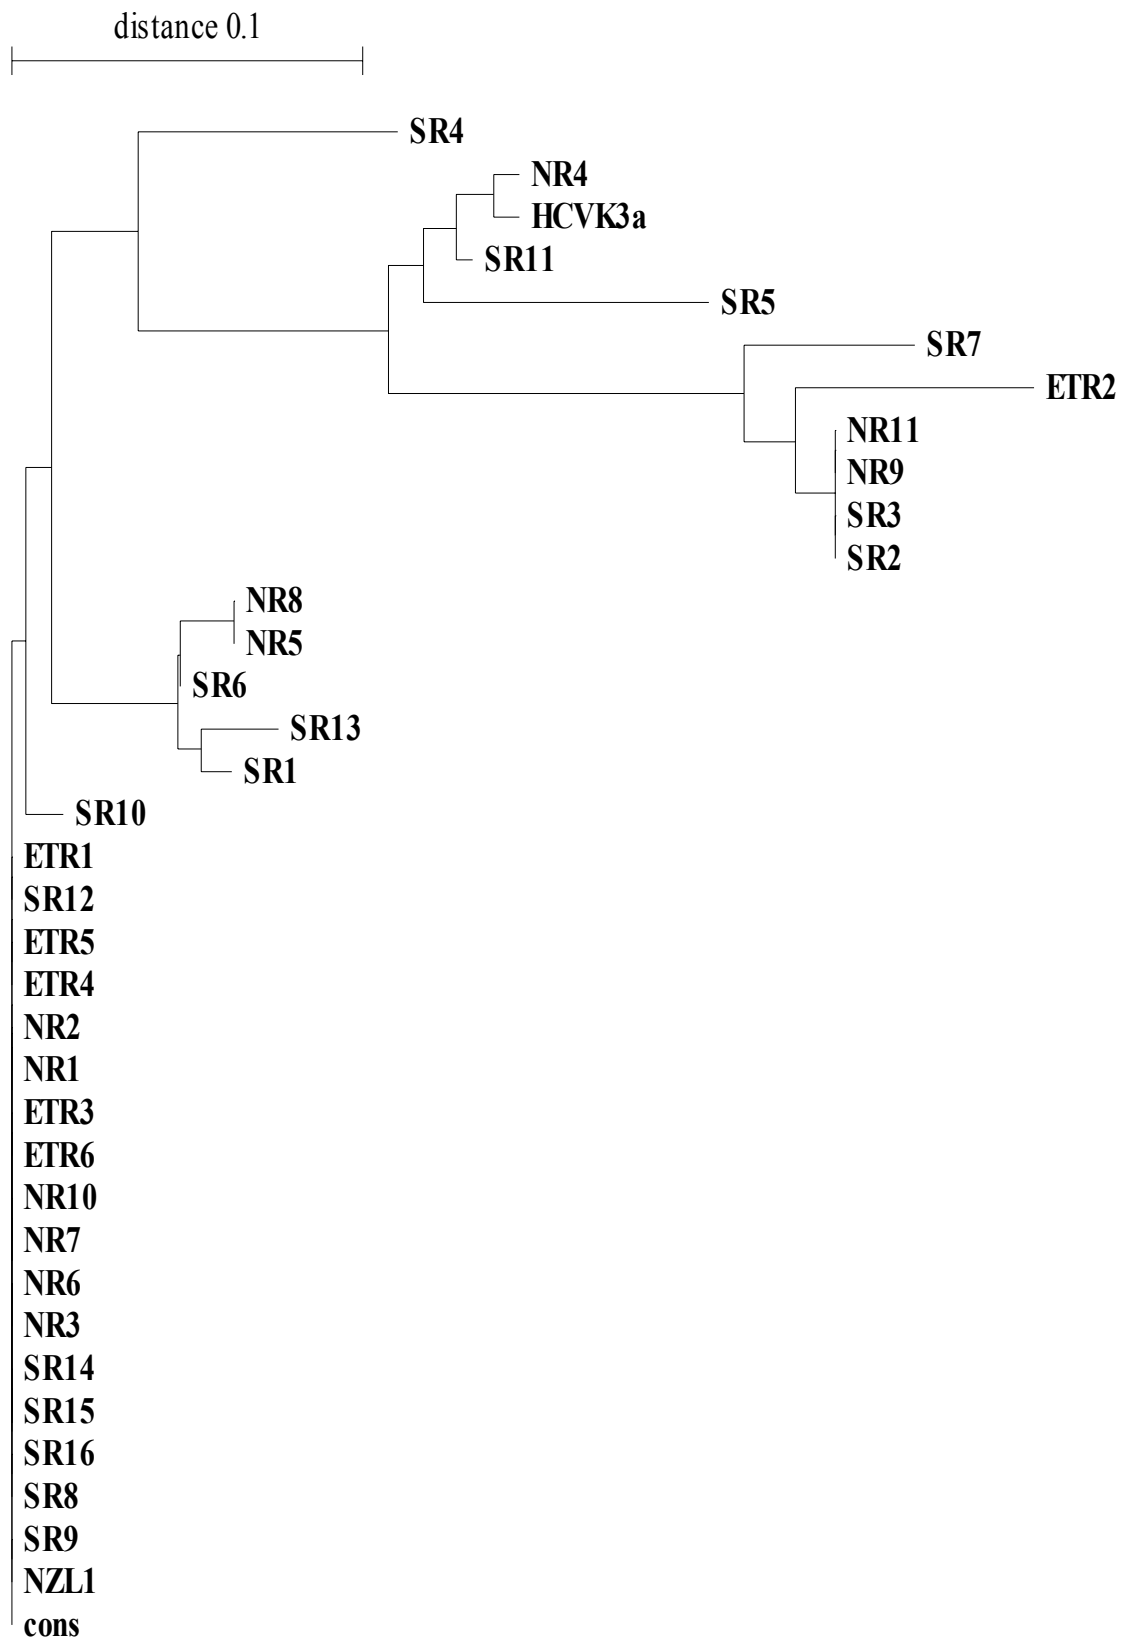 distance 0.1
SR4
NR4
HCVK3a
SR11
SR5
SR7
ETR2
NR11
NR9
SR3
SR2
NR8
NR5
SR6
SR13
SR1
SR10
ETR1
SR12
ETR5
ETR4
NR2
NR1
ETR3
ETR6
NR10
NR7
NR6
NR3
SR14
SR15
SR16
SR8
SR9
NZL1
cons